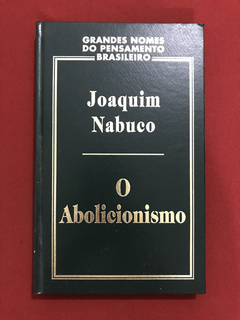 GRANDES NOMES
DO PENSAMENTO
BRASILEIRO
Joaquim
Nabuco
O
Abolicionismo